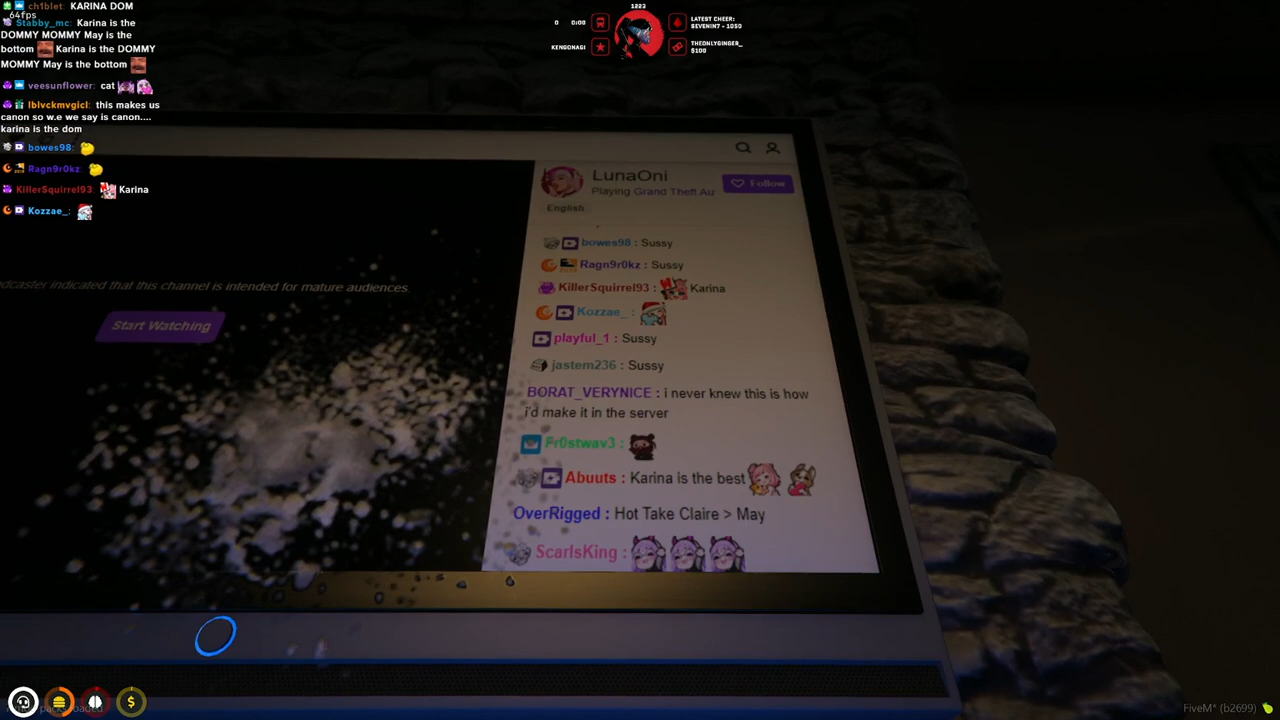 ch1blet: KARINA DOM
64fps
Stabby_mc: Karina is the
DOMMY MOMMY May is the
bottom Karina is the DOMMY
MOMMY May is the bottom
veesunflower: cat
lblvckmvgicl: this makes us
canon so w.e we say is canon....
karina is the dom
bowes98:
Ragn9r0kz:
KillerSquirrel93: Karina
Kozzae_:
1223
0 0:00
KENGONAGI
LATEST CHEER:
SEVENIN7 - 1050
THEONLYGINGER_
$100
LunaOni
Playing Grand Theft Au
Follow
English
bowes98 : Sussy
Ragn9r0kz : Sussy
KillerSquirrel93 : Karina
Kozzae_ :
playful_1 : Sussy
jastem236 : Sussy
BORAT_VERYNICE : i never knew this is how
i'd make it in the server
Fr0stwav3 :
Abuuts : Karina is the best
OverRigged : Hot Take Claire > May
ScarlsKing :
dcaster indicated that this channel is intended for mature audiences.
Start Watching
FiveM* (b2699)